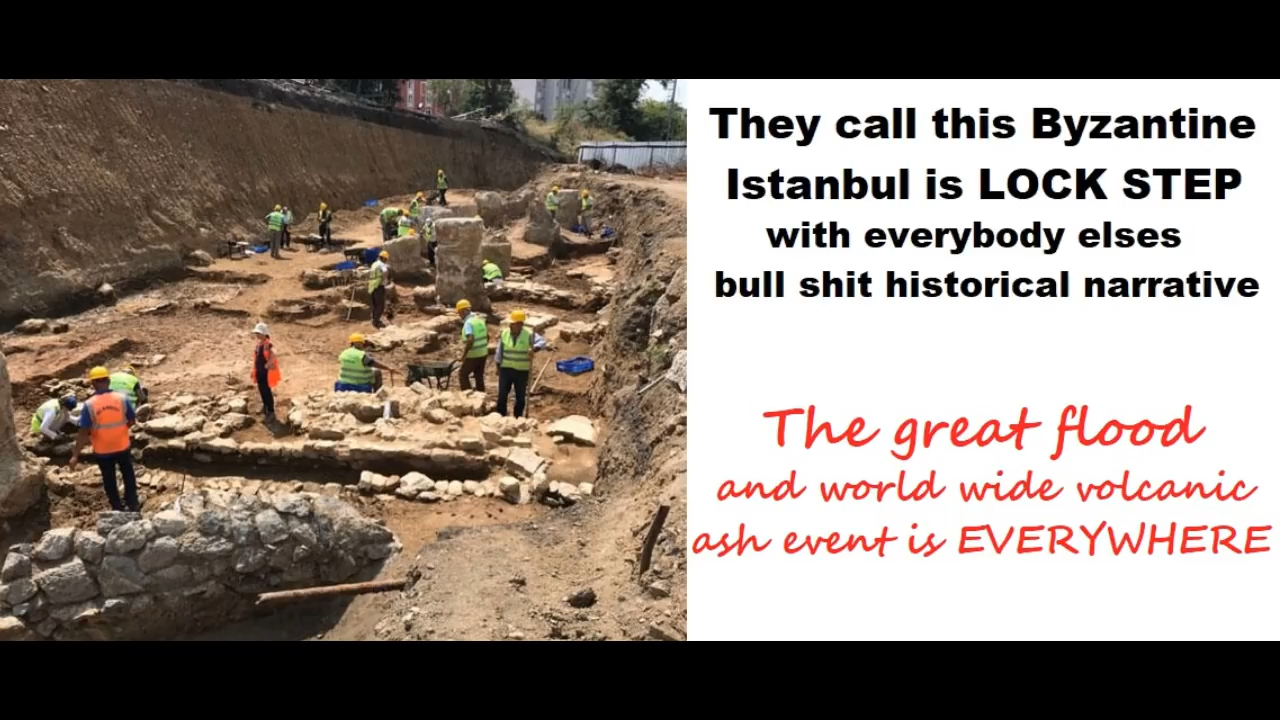 They call this Byzantine
Istanbul is LOCK STEP
with everybody elses
bull shit historical narrative
The great flood
and world wide volcanic
ash event is EVERYWHERE